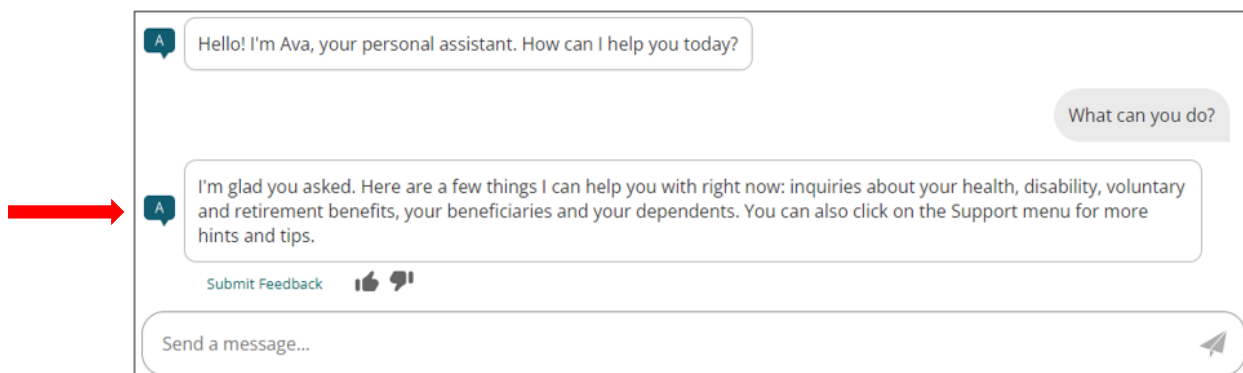 A
Hello! I'm Ava, your personal assistant. How can I help you today?
What can you do?
A
I'm glad you asked. Here are a few things I can help you with right now: inquiries about your health, disability, voluntary
and retirement benefits, your beneficiaries and your dependents. You can also click on the Support menu for more
hints and tips.
Submit Feedback
Send a message...